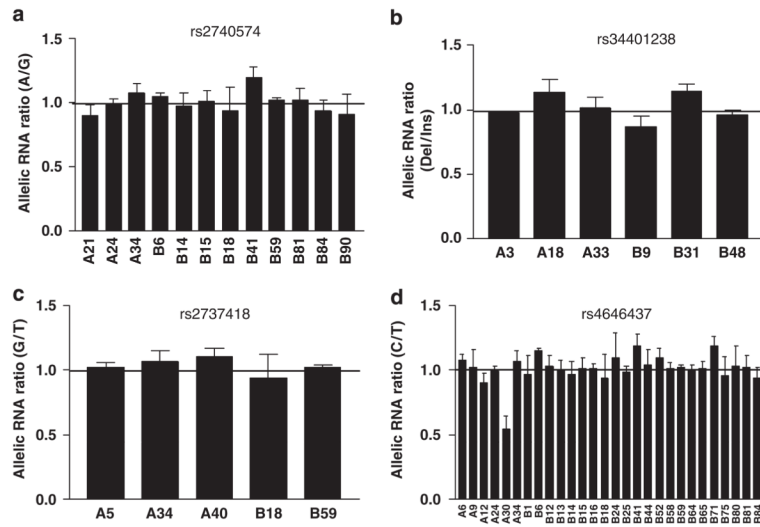 a
rs2740574
Allelic RNA ratio (A/G)
1.5
1.0
0.5
0.0
A21 A24 A34 B6 B14 B15 B18 B41 B59 B81 B84 B90
b
rs34401238
Allelic RNA ratio
(Del/Ins)
1.5
1.0
0.5
0.0
A3 A18 A33 B9 B31 B48
c
rs2737418
Allelic RNA ratio (G/T)
1.5
1.0
0.5
0.0
A5 A34 A40 B18 B59
d
rs4646437
Allelic RNA ratio (C/T)
1.5
1.0
0.5
0.0
A6 A9 A12 A24 A30 A34 B1 B6 B12 B13 B14 B15 B16 B18 B24 B25 B41 B44 B52 B58 B59 B64 B65 B71 B75 B80 B81 B84